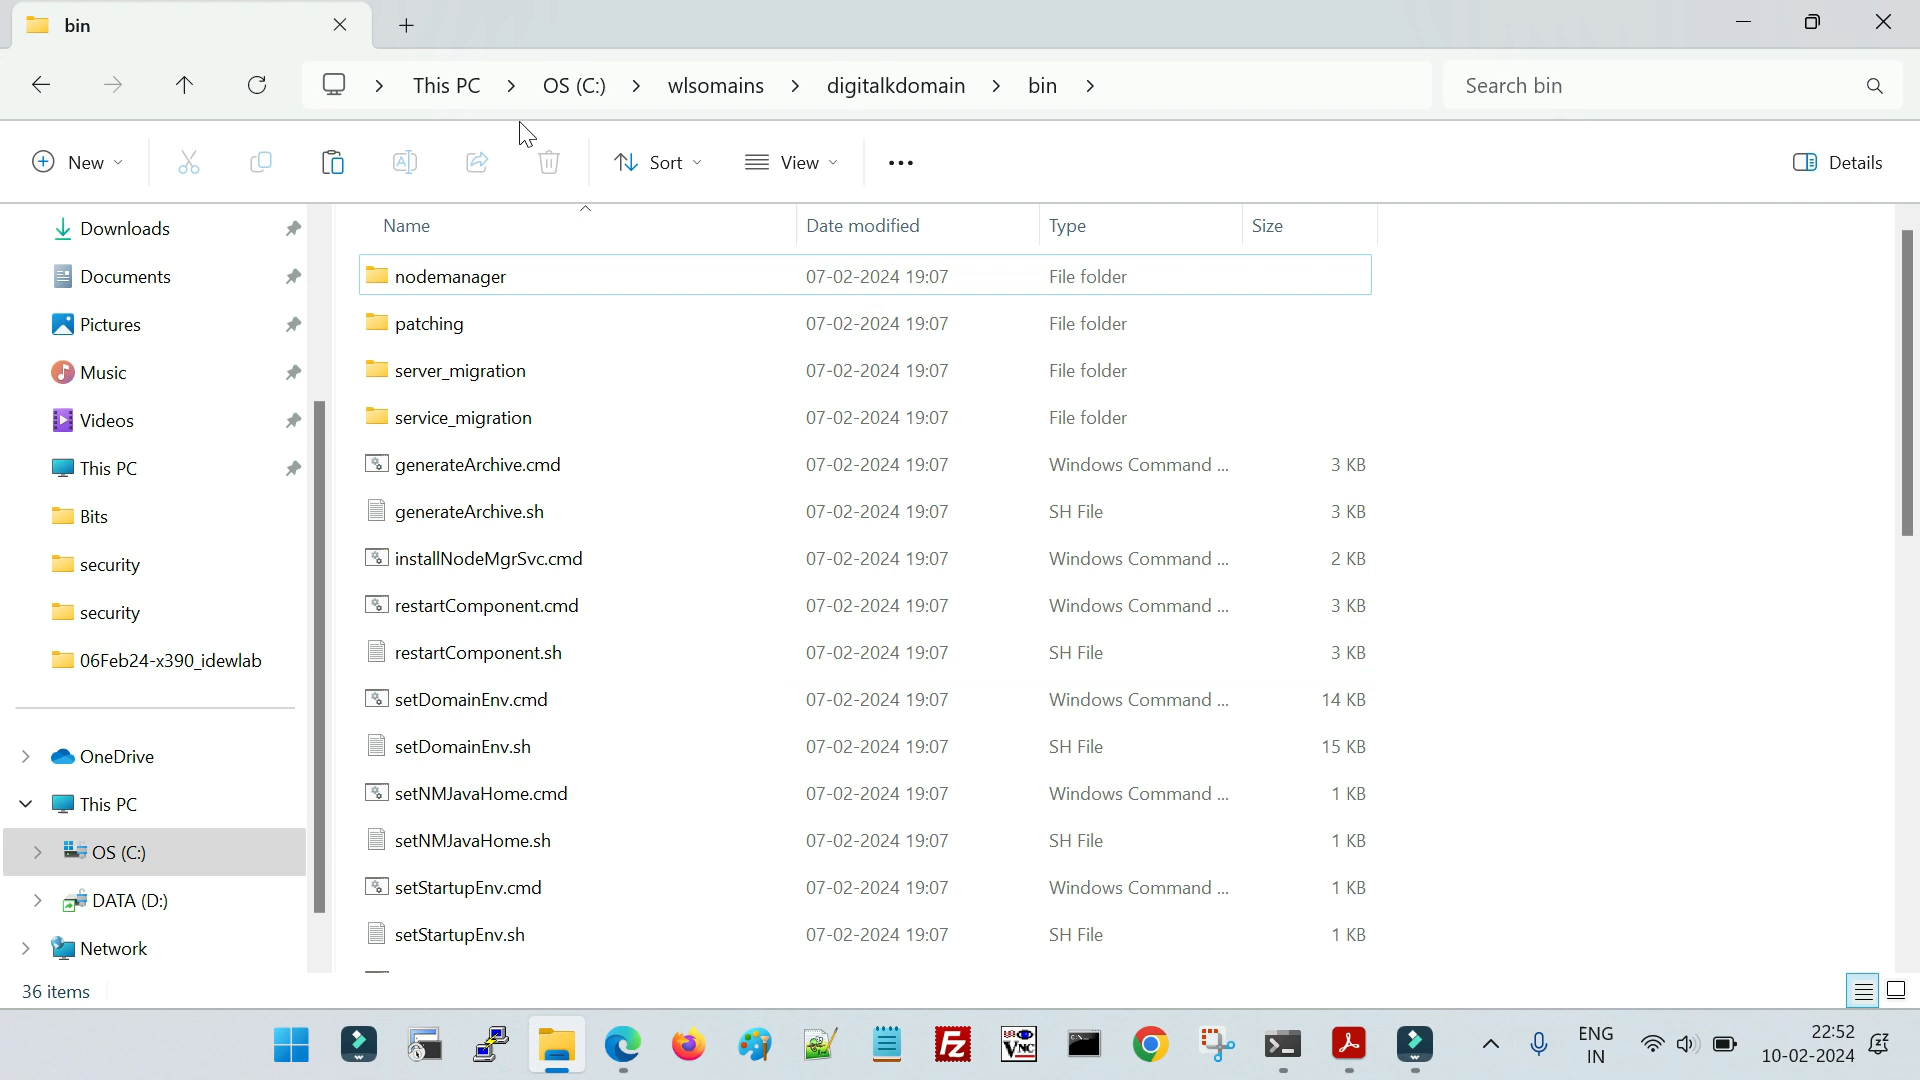 bin
This PC > OS (C:) > wlsomains > digitalkdomain > bin >
Search bin
New
Sort
View
Details
Name Date modified Type Size
Downloads
Documents
Pictures
Music
Videos
This PC
Bits
security
security
06Feb24-x390_idewlab
OneDrive
This PC
OS (C:)
DATA (D:)
Network
nodemanager 07-02-2024 19:07 File folder
patching 07-02-2024 19:07 File folder
server_migration 07-02-2024 19:07 File folder
service_migration 07-02-2024 19:07 File folder
generateArchive.cmd 07-02-2024 19:07 Windows Command ... 3 KB
generateArchive.sh 07-02-2024 19:07 SH File 3 KB
installNodeMgrSvc.cmd 07-02-2024 19:07 Windows Command ... 2 KB
restartComponent.cmd 07-02-2024 19:07 Windows Command ... 3 KB
restartComponent.sh 07-02-2024 19:07 SH File 3 KB
setDomainEnv.cmd 07-02-2024 19:07 Windows Command ... 14 KB
setDomainEnv.sh 07-02-2024 19:07 SH File 15 KB
setNMJavaHome.cmd 07-02-2024 19:07 Windows Command ... 1 KB
setNMJavaHome.sh 07-02-2024 19:07 SH File 1 KB
setStartupEnv.cmd 07-02-2024 19:07 Windows Command ... 1 KB
setStartupEnv.sh 07-02-2024 19:07 SH File 1 KB
36 items
FZ
VNC
ENG
IN
22:52
10-02-2024